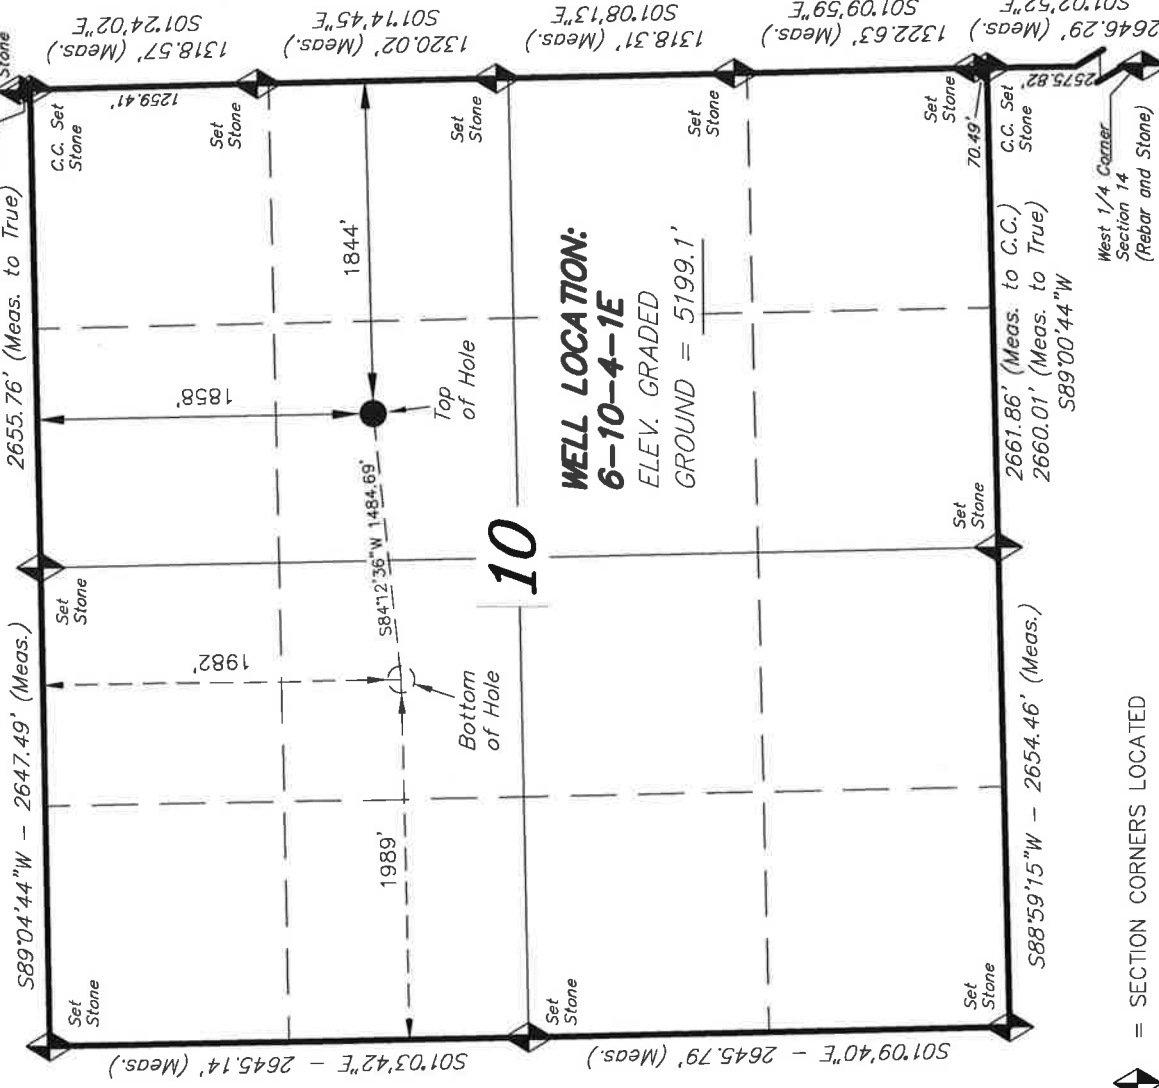 S89°04'44"W - 2647.49' (Meas.)
2655.76' (Meas. to True)
Stone
C.C. Set
Stone
1259.41'
S01°24'02"E
1318.57' (Meas.)
Set
Stone
S01°14'45"E
1320.02' (Meas.)
Set
Stone
S01°08'13"E
1318.31' (Meas.)
Set
Stone
S01°09'59"E
1322.63' (Meas.)
Set
Stone
70.49'
C.C. Set
Stone
S01°02'52"E
2646.29' (Meas.)
2575.82'
West 1/4 Corner
Section 14
(Rebar and Stone)
Set
Stone
Set
Stone
1858'
1844'
Top
of Hole
S84°12'36"W 1484.69'
1982'
1989'
Bottom
of Hole
10
WELL LOCATION:
6-10-4-1E
ELEV. GRADED
GROUND = 5199.1'
S01°03'42"E - 2645.14' (Meas.)
Set
Stone
S01°09'40"E - 2645.79' (Meas.)
Set
Stone
Set
Stone
S88°59'15"W - 2654.46' (Meas.)
2661.86' (Meas. to C.C.)
2660.01' (Meas. to True)
S89°00'44"W
= SECTION CORNERS LOCATED